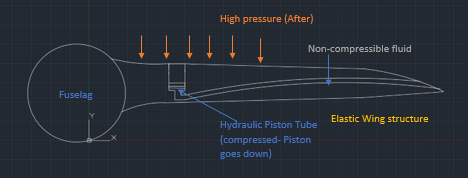 High pressure (After)
Non-compressible fluid
Fuselag
Y
X
Hydraulic Piston Tube
(compressed- Piston
goes down)
Elastic Wing structure